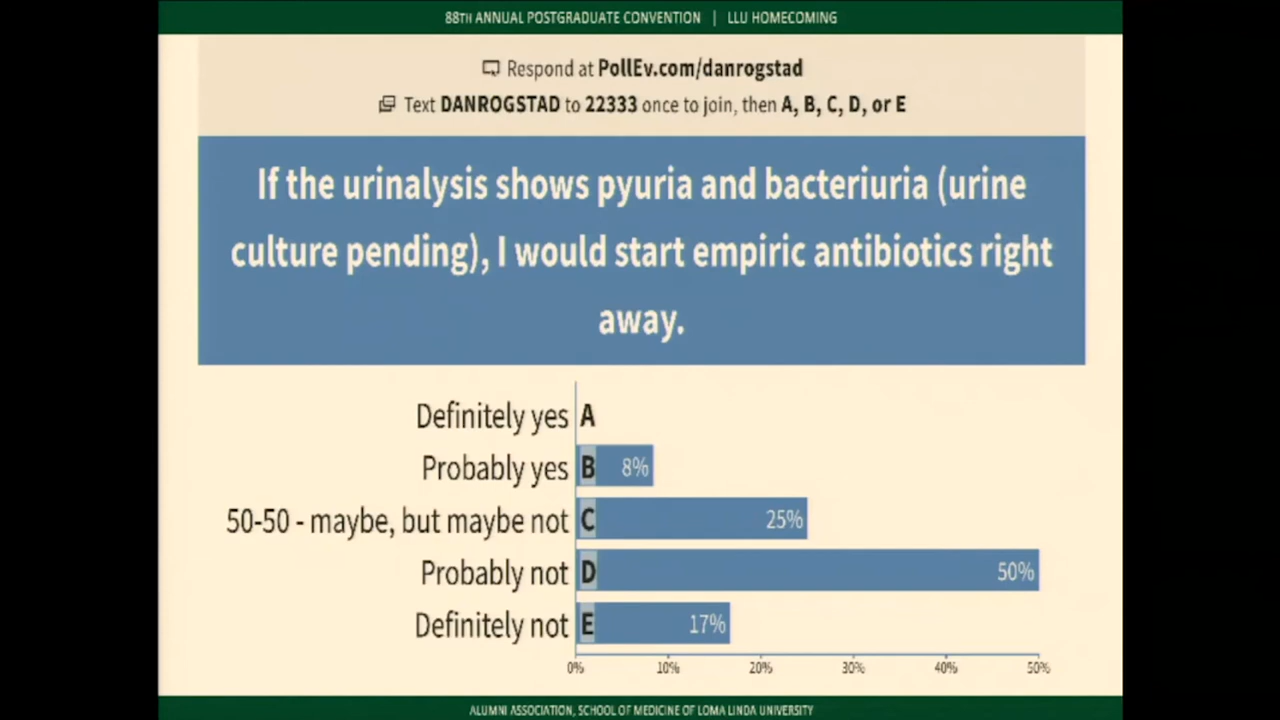 88TH ANNUAL POSTGRADUATE CONVENTION | LLU HOMECOMING
Respond at PollEv.com/danrogstad
Text DANROGSTAD to 22333 once to join, then A, B, C, D, or E
If the urinalysis shows pyuria and bacteriuria (urine
culture pending), I would start empiric antibiotics right
away.
Definitely yes A
Probably yes B 8%
50-50 - maybe, but maybe not C 25%
Probably not D 50%
Definitely not E 17%
0% 10% 20% 30% 40% 50%
ALUMNI ASSOCIATION, SCHOOL OF MEDICINE OF LOMA LINDA UNIVERSITY